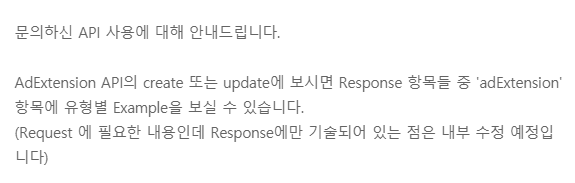 문의하신 API 사용에 대해 안내드립니다.
AdExtension API의 create 또는 update에 보시면 Response 항목들 중 'adExtension'
항목에 유형별 Example을 보실 수 있습니다.
(Request 에 필요한 내용인데 Response에만 기술되어 있는 점은 내부 수정 예정입
니다)